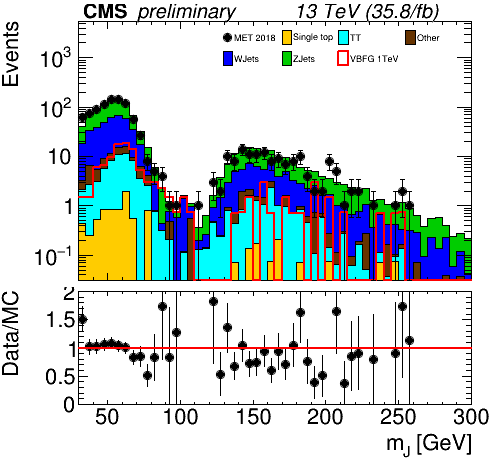 CMS preliminary 13 TeV (35.8/fb)
Events
MET 2018 Single top TT Other
WJets ZJets VBFG 1TeV
10³
10²
10
1
10⁻¹
Data/MC
2
1.5
1
0.5
0
50 100 150 200 250 300
m_J [GeV]